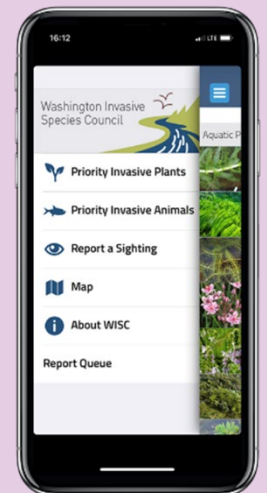 16:12
LTE
Washington Invasive
Species Council
Aquatic P
Priority Invasive Plants
Priority Invasive Animals
Report a Sighting
Map
About WISC
Report Queue